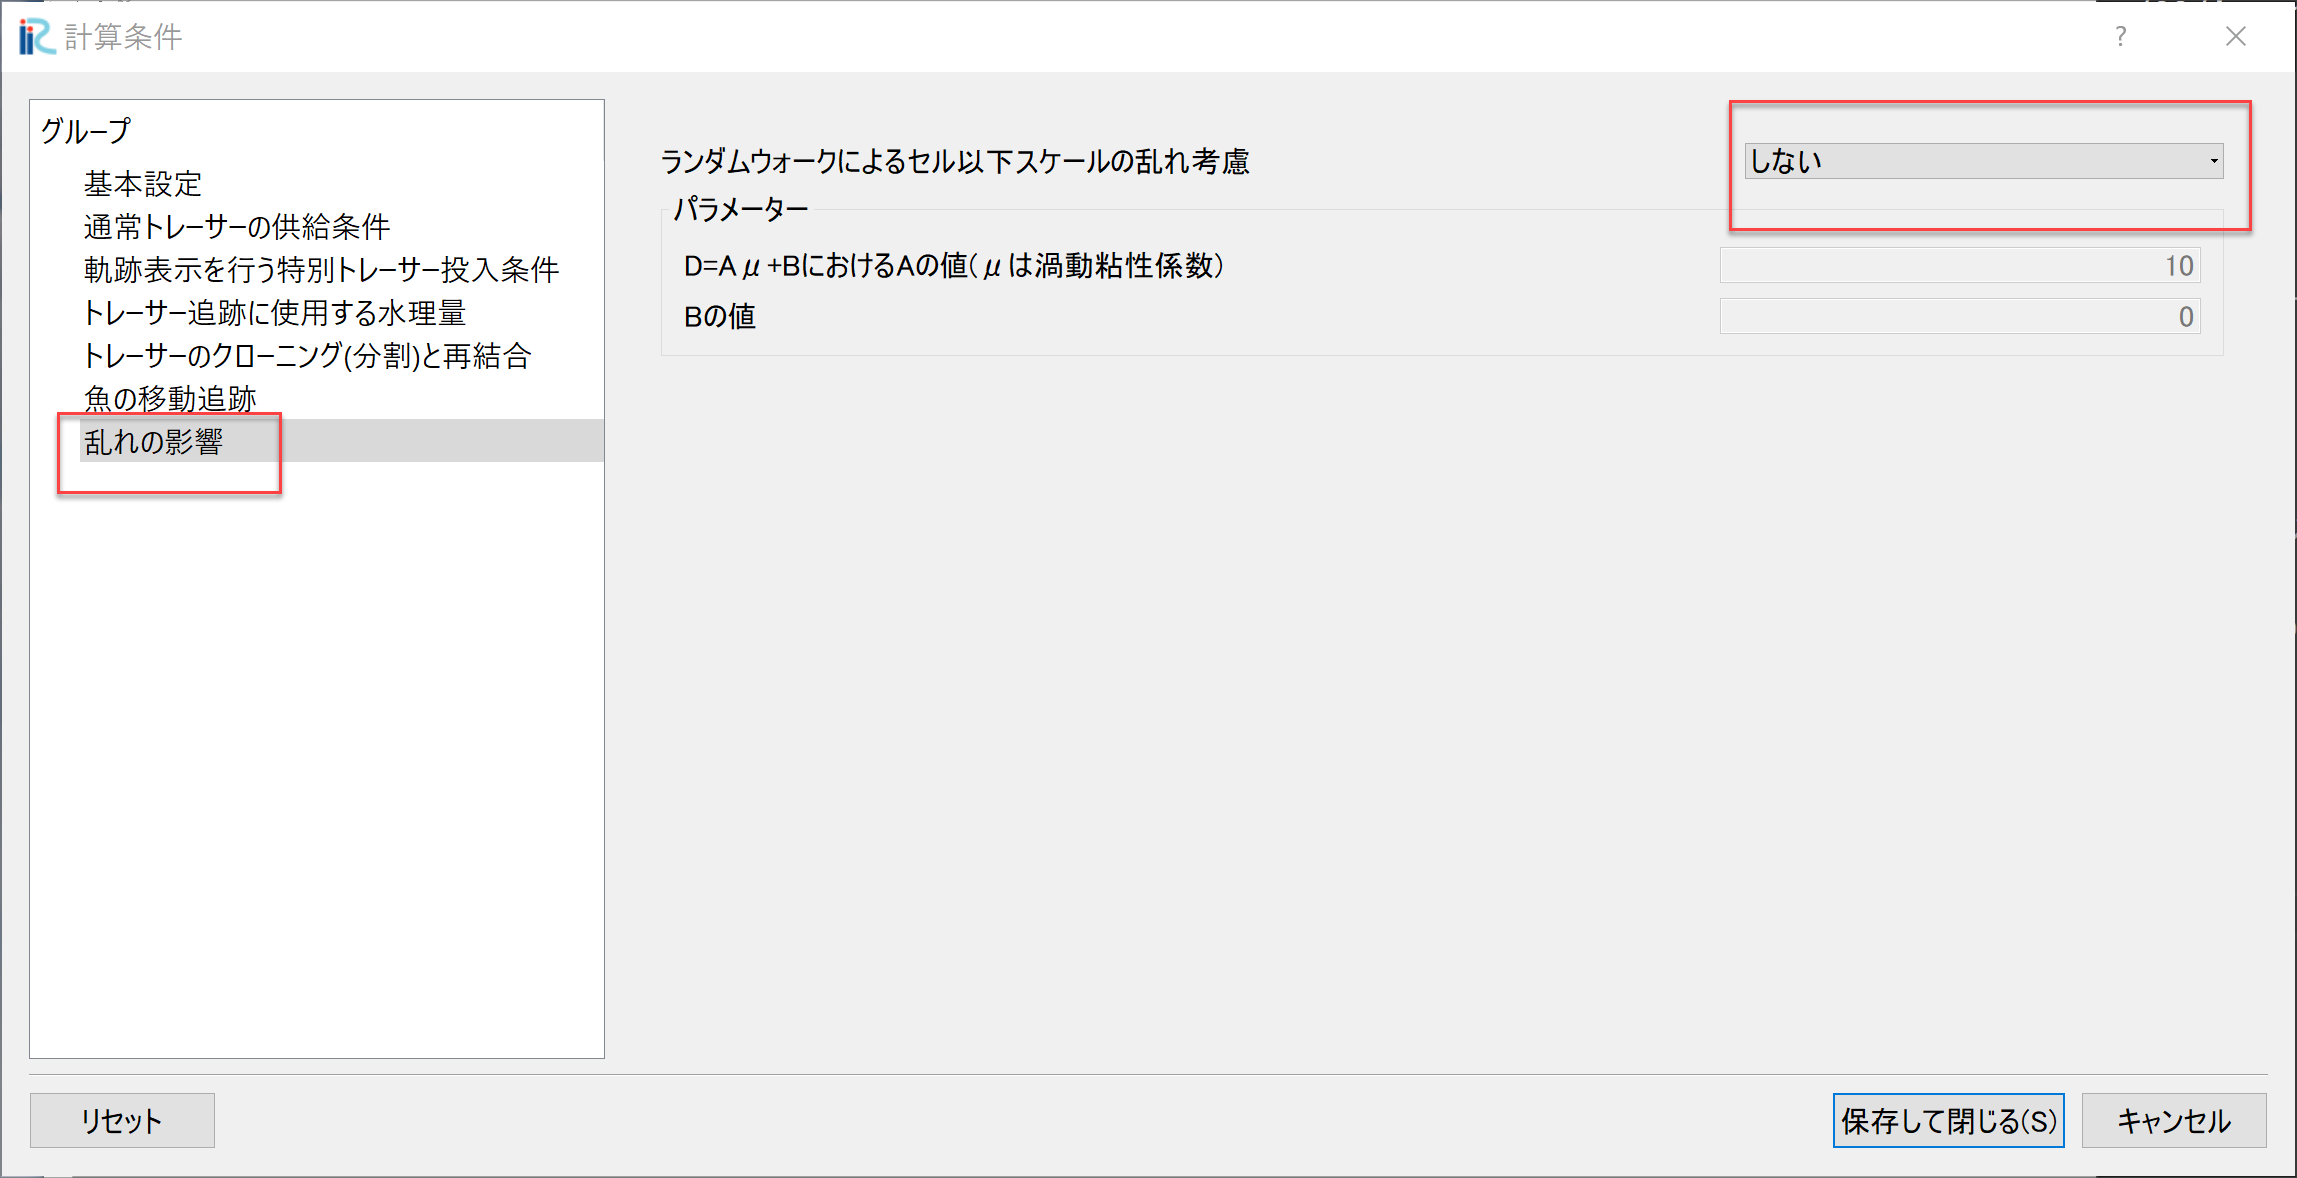 計算条件
グループ
基本設定
通常トレーサーの供給条件
軌跡表示を行う特別トレーサー投入条件
トレーサー追跡に使用する水理量
トレーサーのクローニング(分割)と再結合
魚の移動追跡
乱れの影響
ランダムウォークによるセル以下スケールの乱れ考慮
しない
パラメーター
D=Aμ+BにおけるAの値(μは渦動粘性係数)
10
Bの値
0
リセット
保存して閉じる(S)
キャンセル